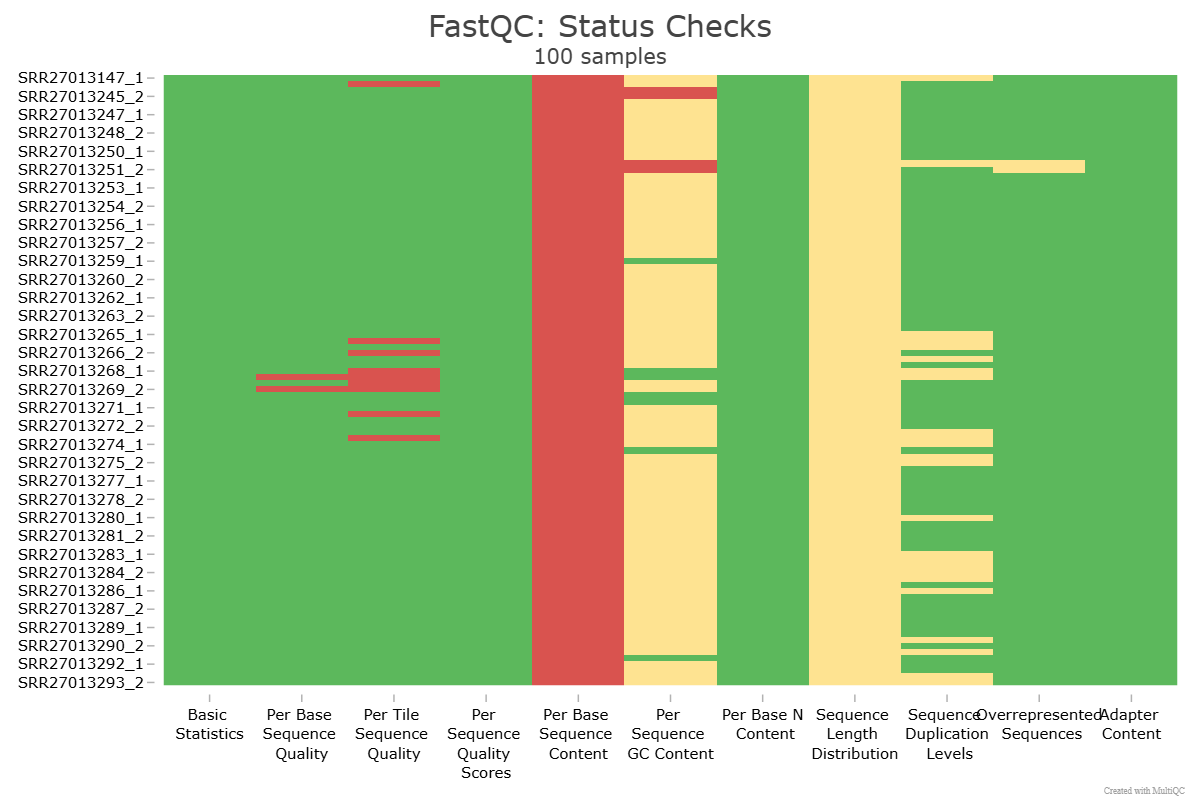 FastQC: Status Checks
100 samples
SRR27013147_1
SRR27013245_2
SRR27013247_1
SRR27013248_2
SRR27013250_1
SRR27013251_2
SRR27013253_1
SRR27013254_2
SRR27013256_1
SRR27013257_2
SRR27013259_1
SRR27013260_2
SRR27013262_1
SRR27013263_2
SRR27013265_1
SRR27013266_2
SRR27013268_1
SRR27013269_2
SRR27013271_1
SRR27013272_2
SRR27013274_1
SRR27013275_2
SRR27013277_1
SRR27013278_2
SRR27013280_1
SRR27013281_2
SRR27013283_1
SRR27013284_2
SRR27013286_1
SRR27013287_2
SRR27013289_1
SRR27013290_2
SRR27013292_1
SRR27013293_2
Basic
Statistics
Per Base
Sequence
Quality
Per Tile
Sequence
Quality
Per
Sequence
Quality
Scores
Per Base
Sequence
Content
Per
Sequence
GC Content
Per Base N
Content
Sequence
Length
Distribution
Sequence
Duplication
Levels
Overrepresented
Sequences
Adapter
Content
Created with MultiQC